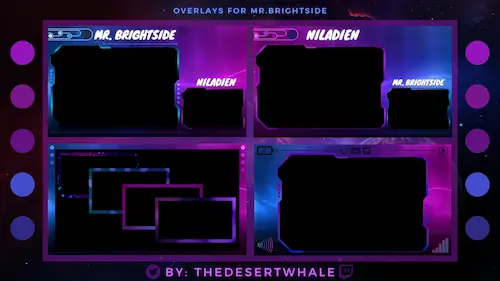 OVERLAYS FOR MR.BRIGHTSIDE
MR. BRIGHTSIDE
NILADIEN
NILADIEN
MR. BRIGHTSIDE
BY: THEDESERTWHALE